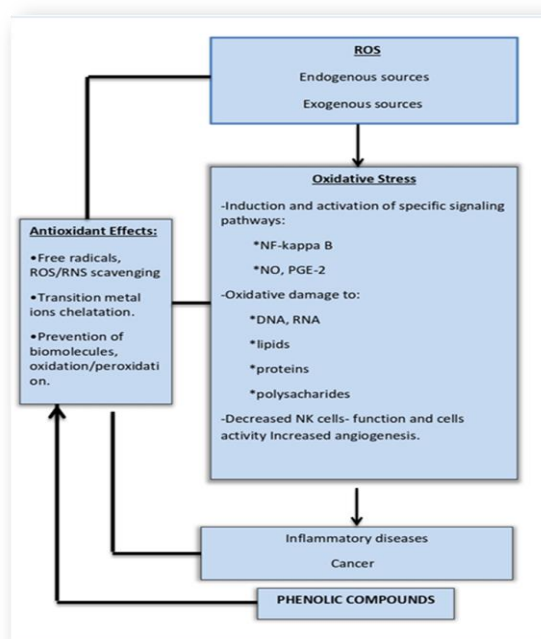 ROS
Endogenous sources
Exogenous sources
Oxidative Stress
-Induction and activation of specific signaling
pathways:
*NF-kappa B
*NO, PGE-2
-Oxidative damage to:
*DNA, RNA
*lipids
*proteins
*polysacharides
-Decreased NK cells- function and cells
activity Increased angiogenesis.
Antioxidant Effects:
•Free radicals,
ROS/RNS scavenging
•Transition metal
ions chelatation.
•Prevention of
biomolecules,
oxidation/peroxidati
on.
Inflammatory diseases
Cancer
PHENOLIC COMPOUNDS